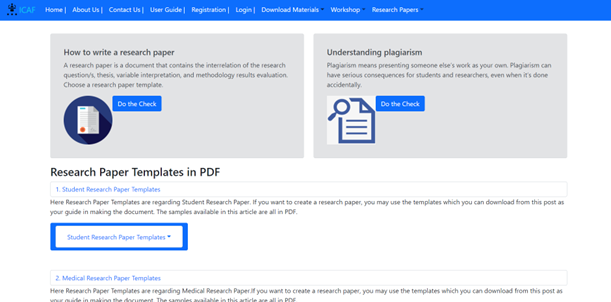 ICAF Home | About Us | Contact Us | User Guide | Registration | Login | Download Materials Workshop Research Papers
How to write a research paper
A research paper is a document that contains the interrelation of the research
question/s, thesis, variable interpretation, and methodology results evaluation.
Choose a research paper template.
Do the Check
Understanding plagiarism
Plagiarism means presenting someone else's work as your own. Plagiarism can
have serious consequences for students and researchers, even when it's done
accidentally.
Do the Check
Research Paper Templates in PDF
1. Student Research Paper Templates
Here Research Paper Templates are regarding Student Research Paper. If you want to create a research paper, you may use the templates which you can download from this post as
your guide in making the document. The samples available in this article are all in PDF.
Student Research Paper Templates
2. Medical Research Paper Templates
Here Research Paper Templates are regarding Medical Research Paper.If you want to create a research paper, you may use the templates which you can download from this post as
your guide in making the document. The samples available in this article are all in PDF.